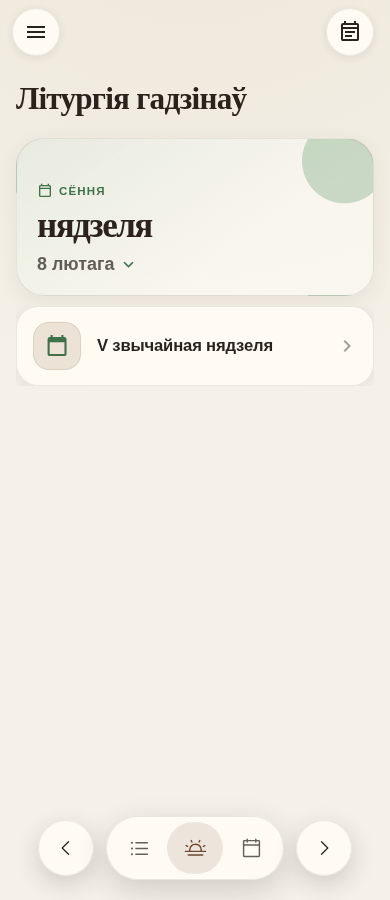 Літургія гадзінаў
СЁННЯ
нядзеля
8 лютага
V звычайная нядзеля